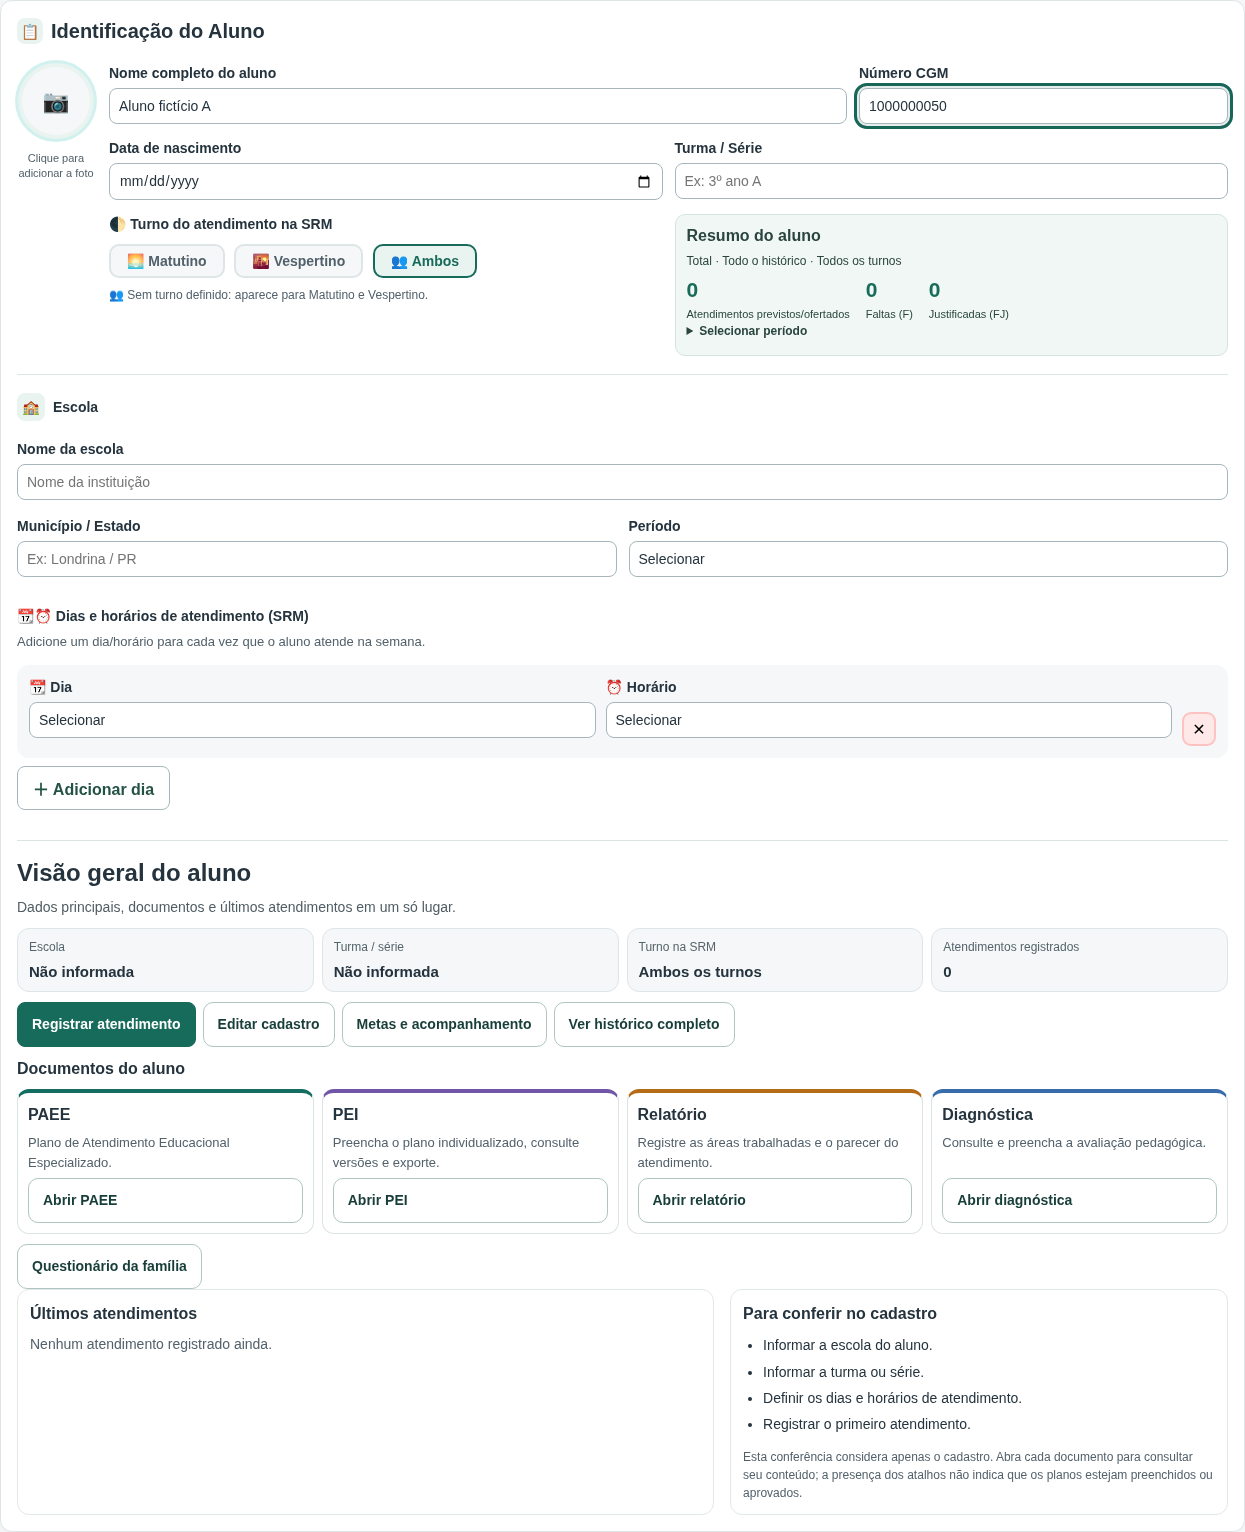 📋 Identificação do Aluno
📷
Clique para
adicionar a foto
Nome completo do aluno
Aluno fictício A
Número CGM
1000000050
Data de nascimento
mm/dd/yyyy
Turma / Série
Ex: 3º ano A
🌓 Turno do atendimento na SRM
🌅 Matutino
🌇 Vespertino
👥 Ambos
👥 Sem turno definido: aparece para Matutino e Vespertino.
Resumo do aluno
Total · Todo o histórico · Todos os turnos
0
Atendimentos previstos/ofertados
0
Faltas (F)
0
Justificadas (FJ)
▶ Selecionar período
🏫 Escola
Nome da escola
Nome da instituição
Município / Estado
Ex: Londrina / PR
Período
Selecionar
📆⏰ Dias e horários de atendimento (SRM)
Adicione um dia/horário para cada vez que o aluno atende na semana.
📆 Dia
Selecionar
⏰ Horário
Selecionar
✕
＋ Adicionar dia
Visão geral do aluno
Dados principais, documentos e últimos atendimentos em um só lugar.
Escola
Não informada
Turma / série
Não informada
Turno na SRM
Ambos os turnos
Atendimentos registrados
0
Registrar atendimento
Editar cadastro
Metas e acompanhamento
Ver histórico completo
Documentos do aluno
PAEE
Plano de Atendimento Educacional
Especializado.
Abrir PAEE
PEI
Preencha o plano individualizado, consulte
versões e exporte.
Abrir PEI
Relatório
Registre as áreas trabalhadas e o parecer do
atendimento.
Abrir relatório
Diagnóstica
Consulte e preencha a avaliação pedagógica.
Abrir diagnóstica
Questionário da família
Últimos atendimentos
Nenhum atendimento registrado ainda.
Para conferir no cadastro
• Informar a escola do aluno.
• Informar a turma ou série.
• Definir os dias e horários de atendimento.
• Registrar o primeiro atendimento.
Esta conferência considera apenas o cadastro. Abra cada documento para consultar
seu conteúdo; a presença dos atalhos não indica que os planos estejam preenchidos ou
aprovados.